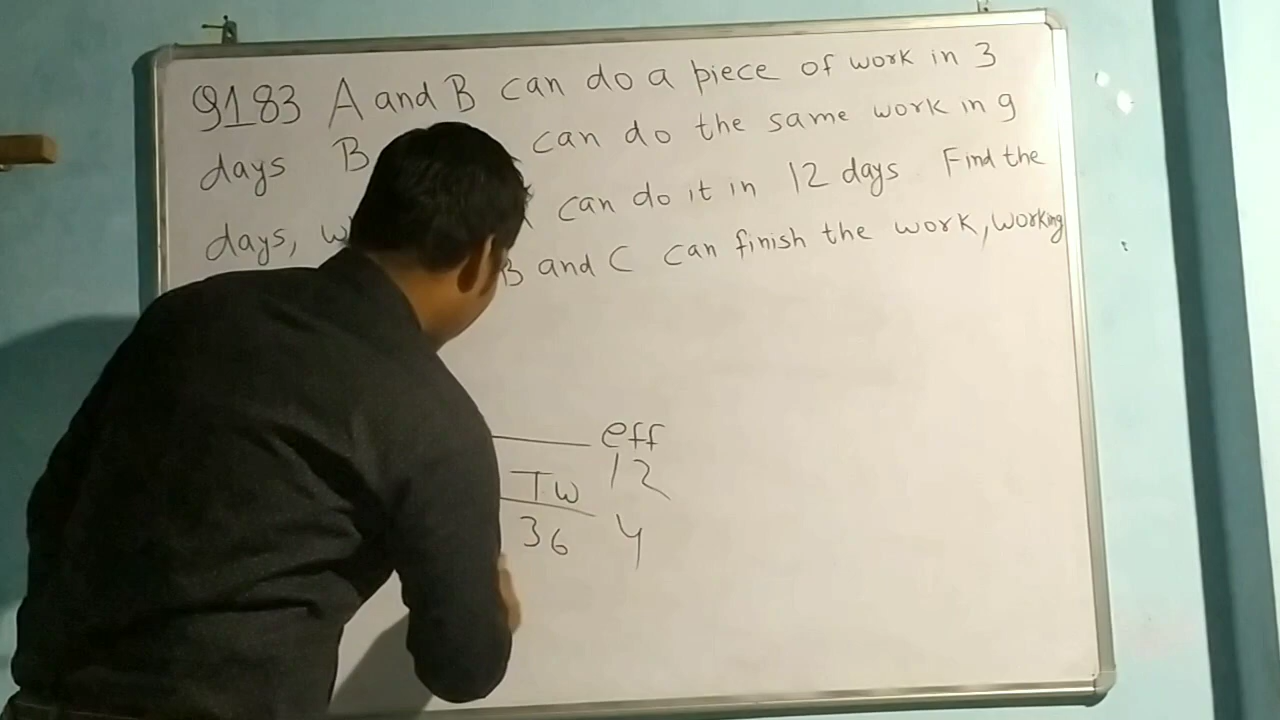 Q183 A and B can do a piece of work in 3
days B can do the same work in 9
days, can do it in 12 days Find the
B and C can finish the work, working
eff
TW 12
36 4